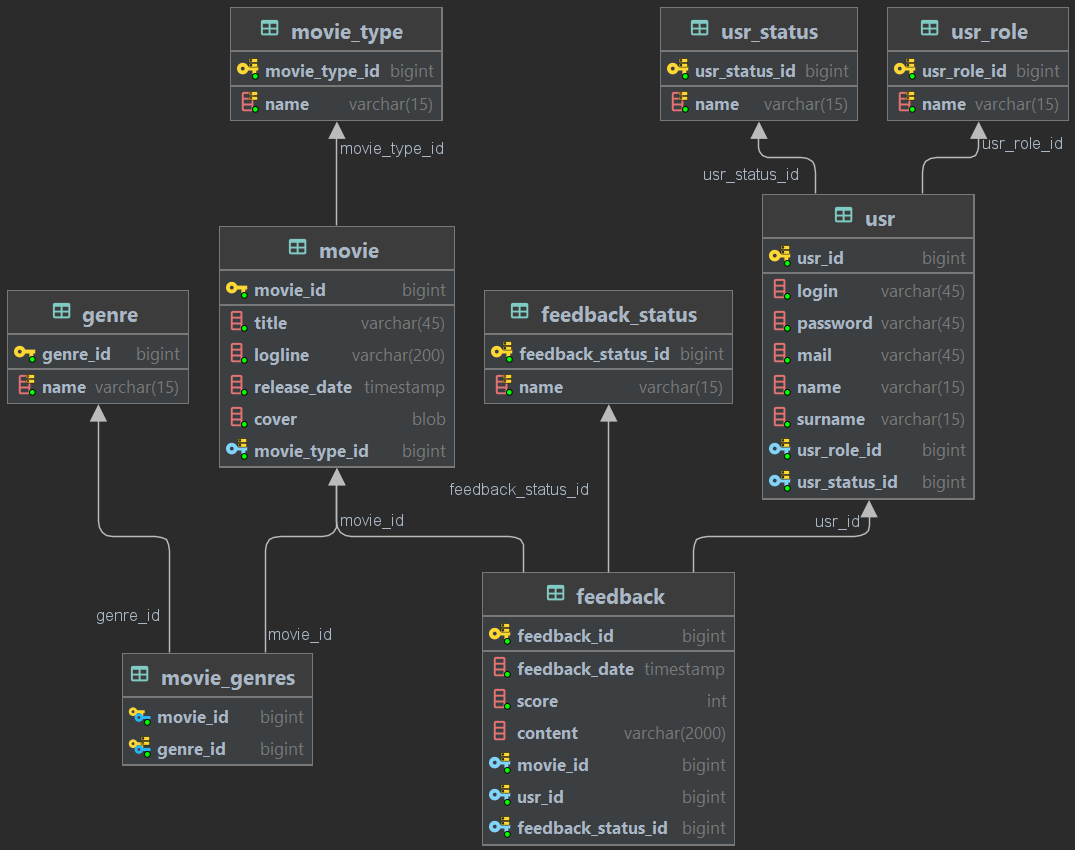 movie_type
movie_type_id bigint
name varchar(15)
usr_status
usr_status_id bigint
name varchar(15)
usr_role
usr_role_id bigint
name varchar(15)
movie_type_id
usr_status_id
usr_role_id
movie
movie_id bigint
title varchar(45)
logline varchar(200)
release_date timestamp
cover blob
movie_type_id bigint
usr
usr_id bigint
login varchar(45)
password varchar(45)
mail varchar(45)
name varchar(15)
surname varchar(15)
usr_role_id bigint
usr_status_id bigint
genre
genre_id bigint
name varchar(15)
feedback_status
feedback_status_id bigint
name varchar(15)
feedback_status_id
movie_id
usr_id
genre_id
movie_id
movie_genres
movie_id bigint
genre_id bigint
feedback
feedback_id bigint
feedback_date timestamp
score int
content varchar(2000)
movie_id bigint
usr_id bigint
feedback_status_id bigint